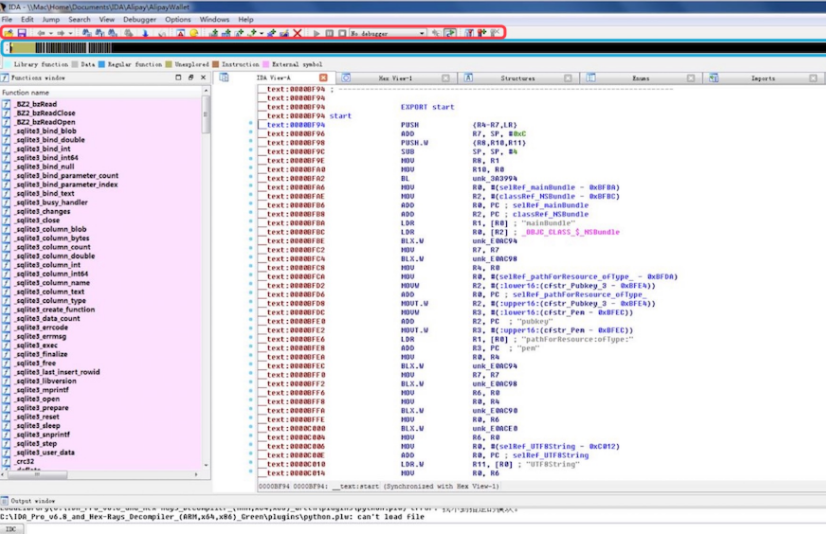 IDA - \\Mac\Home\Documents\IDA\Alipay\AlipayWallet
File Edit Jump Search View Debugger Options Windows Help
No debugger
Library function Data Regular function Unexplored Instruction External symbol
Functions window
IDA View-A Hex View-1 Structures Enums Imports
Function name
_BZ2_bzRead
_BZ2_bzReadClose
_BZ2_bzReadOpen
_sqlite3_bind_blob
_sqlite3_bind_double
_sqlite3_bind_int
_sqlite3_bind_int64
_sqlite3_bind_null
_sqlite3_bind_parameter_count
_sqlite3_bind_parameter_index
_sqlite3_bind_text
_sqlite3_busy_handler
_sqlite3_changes
_sqlite3_close
_sqlite3_column_blob
_sqlite3_column_bytes
_sqlite3_column_count
_sqlite3_column_double
_sqlite3_column_int
_sqlite3_column_int64
_sqlite3_column_name
_sqlite3_column_text
_sqlite3_column_type
_sqlite3_create_function
_sqlite3_data_count
_sqlite3_errcode
_sqlite3_errmsg
_sqlite3_exec
_sqlite3_finalize
_sqlite3_free
_sqlite3_last_insert_rowid
_sqlite3_libversion
_sqlite3_mprintf
_sqlite3_open
_sqlite3_prepare
_sqlite3_reset
_sqlite3_sleep
_sqlite3_snprintf
_sqlite3_step
_sqlite3_user_data
_crc32
__text:0000BF94 ; ---------------------------------------------------------------------------
__text:0000BF94
__text:0000BF94 EXPORT start
__text:0000BF94 start
__text:0000BF94 PUSH {R4-R7,LR}
__text:0000BF96 ADD R7, SP, #0xC
__text:0000BF98 PUSH.W {R8,R10,R11}
__text:0000BF9C SUB SP, SP, #4
__text:0000BF9E MOV R8, R1
__text:0000BFA0 MOV R10, R0
__text:0000BFA2 BL unk_3A3994
__text:0000BFA6 MOV R0, #(selRef_mainBundle - 0xBFBA)
__text:0000BFAE MOV R2, #(classRef_NSBundle - 0xBFBC)
__text:0000BFB6 ADD R0, PC ; selRef_mainBundle
__text:0000BFB8 ADD R2, PC ; classRef_NSBundle
__text:0000BFBA LDR R1, [R0] ; "mainBundle"
__text:0000BFBC LDR R0, [R2] ; _OBJC_CLASS_$_NSBundle
__text:0000BFBE BLX.W unk_E0AC94
__text:0000BFC2 MOV R7, R7
__text:0000BFC4 BLX.W unk_E0AC98
__text:0000BFC8 MOV R4, R0
__text:0000BFCA MOV R0, #(selRef_pathForResource_ofType_ - 0xBFDA)
__text:0000BFD2 MOVW R2, #(:lower16:(cfstr_Pubkey_3 - 0xBFE4))
__text:0000BFD6 ADD R0, PC ; selRef_pathForResource_ofType_
__text:0000BFD8 MOVT.W R2, #(:upper16:(cfstr_Pubkey_3 - 0xBFE4))
__text:0000BFDC MOVW R3, #(:lower16:(cfstr_Pem - 0xBFEC))
__text:0000BFE0 ADD R2, PC ; "pubkey"
__text:0000BFE2 MOVT.W R3, #(:upper16:(cfstr_Pem - 0xBFEC))
__text:0000BFE6 LDR R1, [R0] ; "pathForResource:ofType:"
__text:0000BFE8 ADD R3, PC ; "pem"
__text:0000BFEA MOV R0, R4
__text:0000BFEC BLX.W unk_E0AC94
__text:0000BFF0 MOV R7, R7
__text:0000BFF2 BLX.W unk_E0AC98
__text:0000BFF6 MOV R6, R0
__text:0000BFF8 MOV R0, R4
__text:0000BFFA BLX.W unk_E0AC90
__text:0000BFFE MOV R0, R6
__text:0000C000 BLX.W unk_E0ACE0
__text:0000C004 MOV R6, R0
__text:0000C006 MOV R0, #(selRef_UTF8String - 0xC012)
__text:0000C00E ADD R0, PC ; selRef_UTF8String
__text:0000C010 LDR.W R11, [R0] ; "UTF8String"
__text:0000C014 MOV R0, R6
0000BF94 0000BF94: __text:start (Synchronized with Hex View-1)
Output window
C:\IDA_Pro_v6.8_and_Hex-Rays_Decompiler_(ARM,x64,x86)_Green\plugins\python.plw: can't load file
IDC